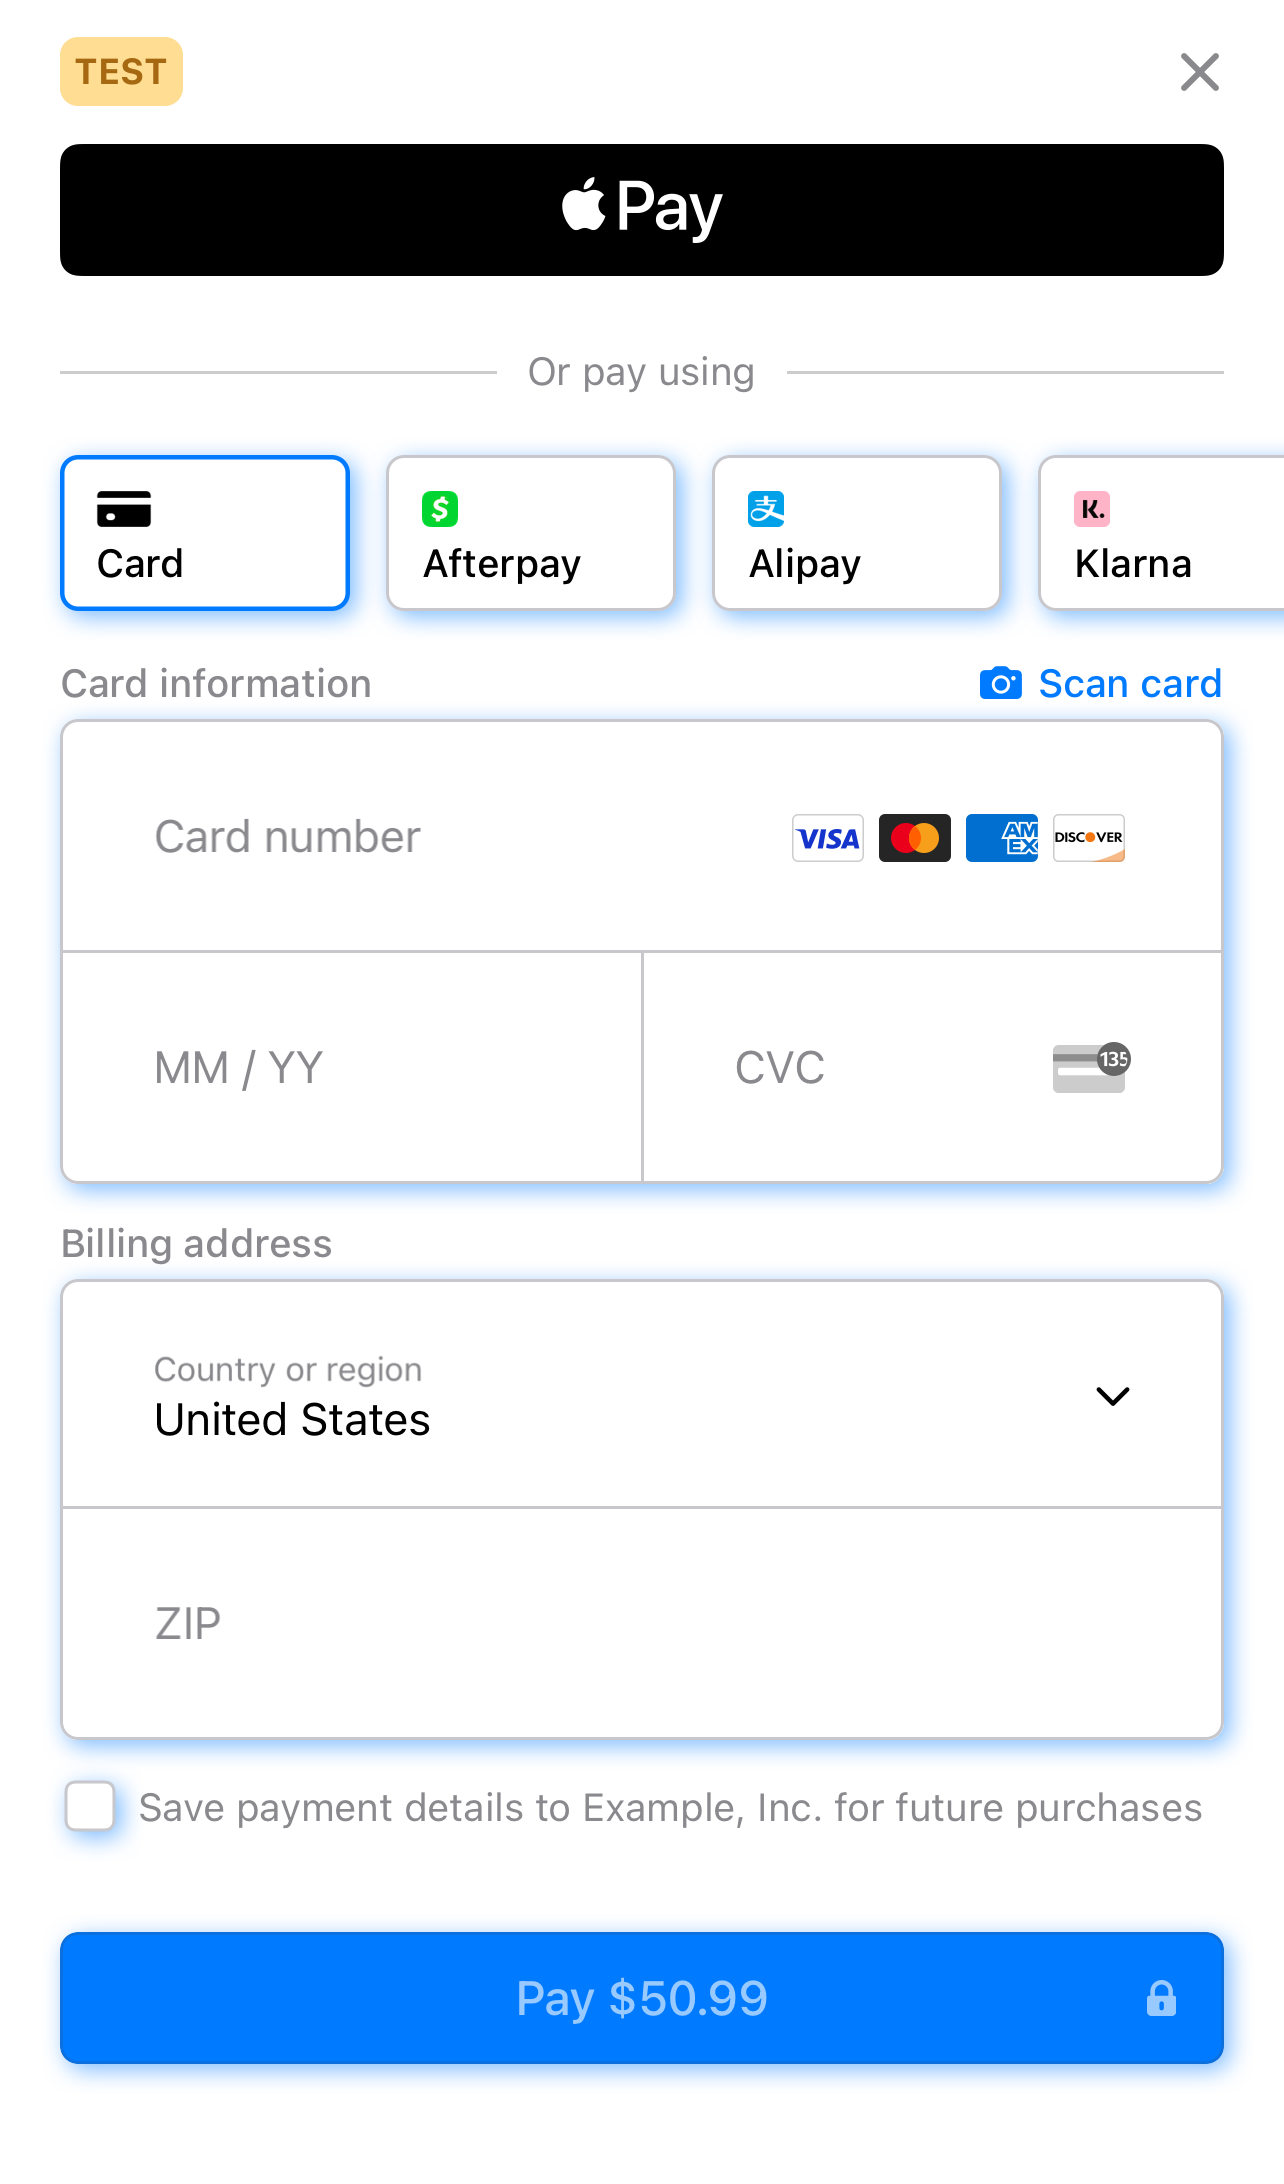 TEST
Pay
Or pay using
Card
Afterpay
支
Alipay
K.
Klarna
Card information
Scan card
Card number
VISA
AM
EX
DISCOVER
MM / YY
CVC
135
Billing address
Country or region
United States
ZIP
Save payment details to Example, Inc. for future purchases
Pay $50.99